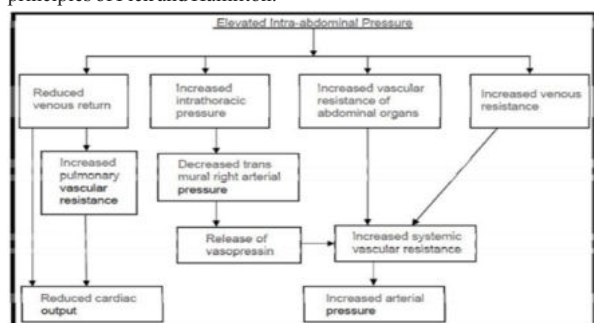 Elevated Intra-abdominal Pressure
Reduced
venous return
Increased
intrathoracic
pressure
Increased vascular
resistance of
abdominal organs
Increased venous
resistance
Increased
pulmonary
vascular
resistance
Decreased trans
mural right arterial
pressure
Release of
vasopressin
Increased systemic
vascular resistance
Reduced cardiac
output
Increased arterial
pressure